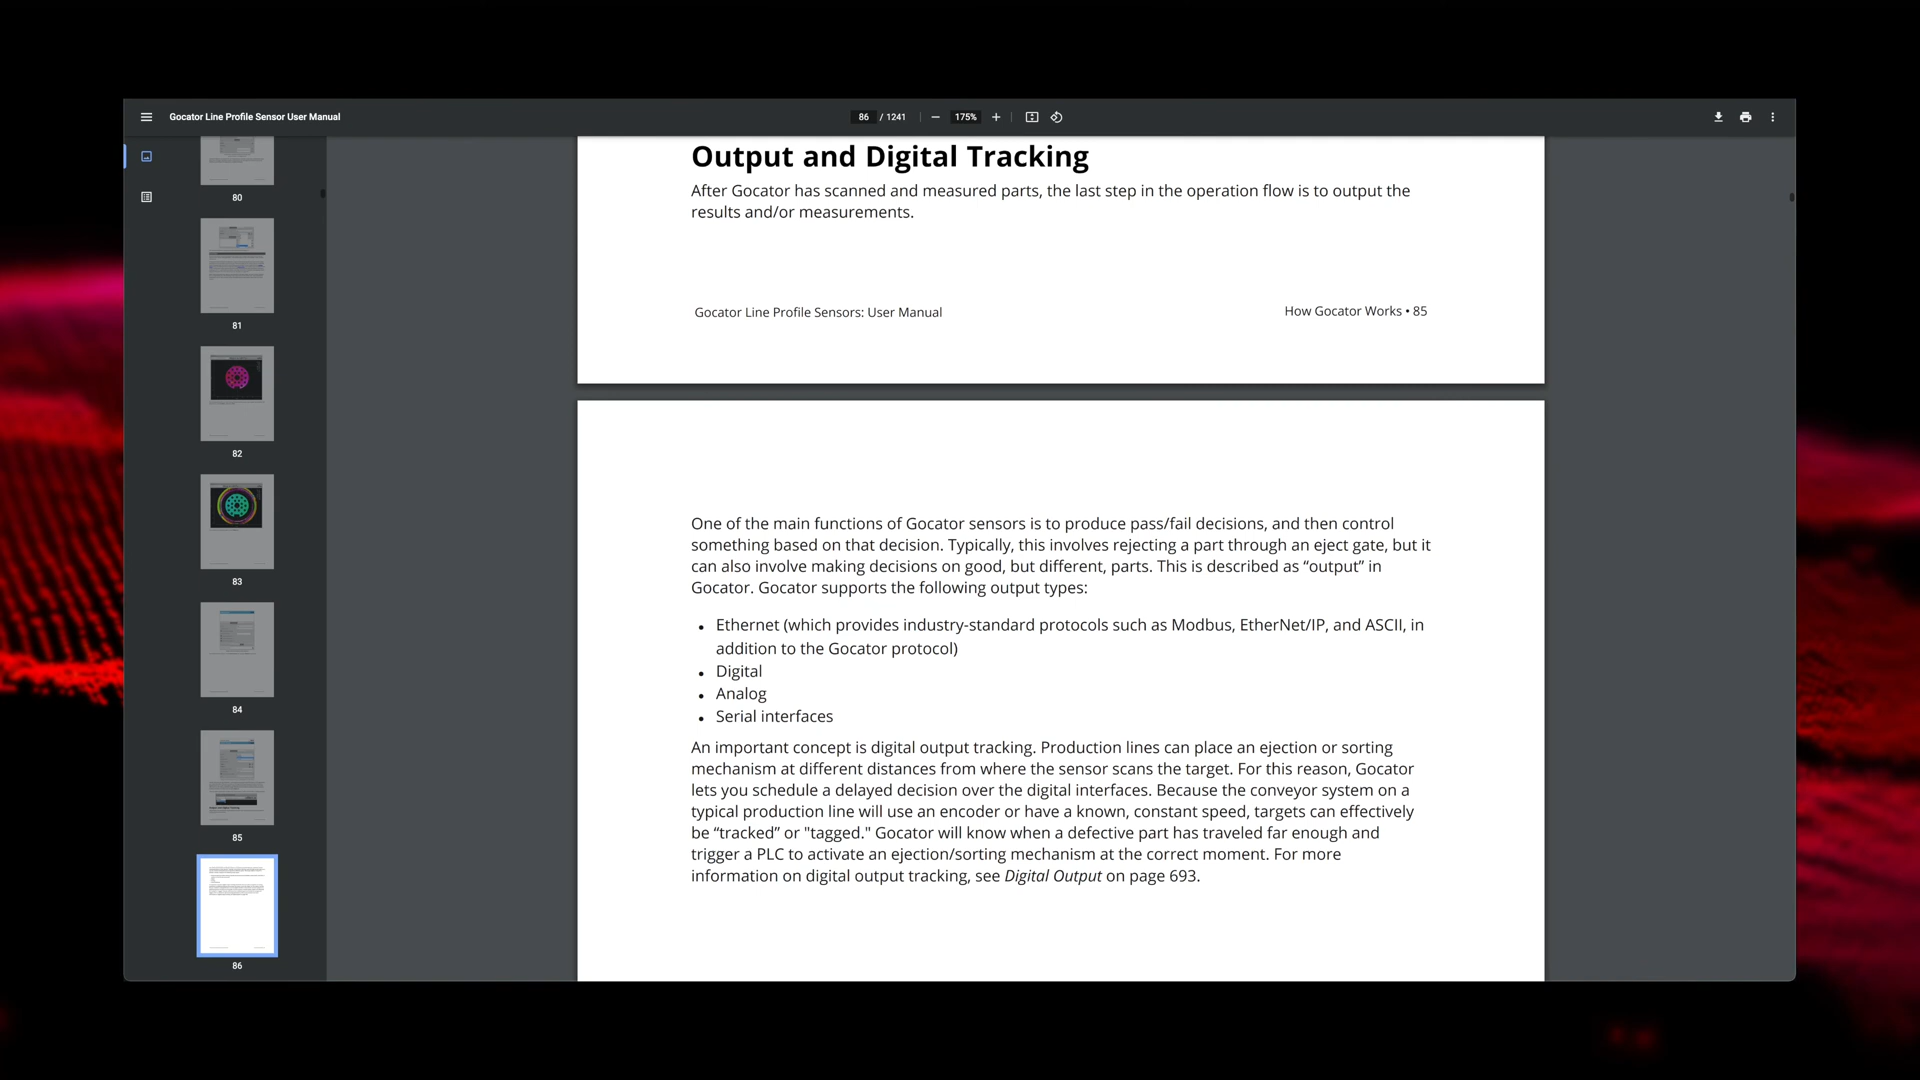 Gocator Line Profile Sensor User Manual
86 / 1241
175%
80
81
82
83
84
85
86
Output and Digital Tracking
After Gocator has scanned and measured parts, the last step in the operation flow is to output the
results and/or measurements.
Gocator Line Profile Sensors: User Manual
How Gocator Works • 85
One of the main functions of Gocator sensors is to produce pass/fail decisions, and then control
something based on that decision. Typically, this involves rejecting a part through an eject gate, but it
can also involve making decisions on good, but different, parts. This is described as “output” in
Gocator. Gocator supports the following output types:
• Ethernet (which provides industry-standard protocols such as Modbus, EtherNet/IP, and ASCII, in
addition to the Gocator protocol)
• Digital
• Analog
• Serial interfaces
An important concept is digital output tracking. Production lines can place an ejection or sorting
mechanism at different distances from where the sensor scans the target. For this reason, Gocator
lets you schedule a delayed decision over the digital interfaces. Because the conveyor system on a
typical production line will use an encoder or have a known, constant speed, targets can effectively
be “tracked” or "tagged." Gocator will know when a defective part has traveled far enough and
trigger a PLC to activate an ejection/sorting mechanism at the correct moment. For more
information on digital output tracking, see Digital Output on page 693.